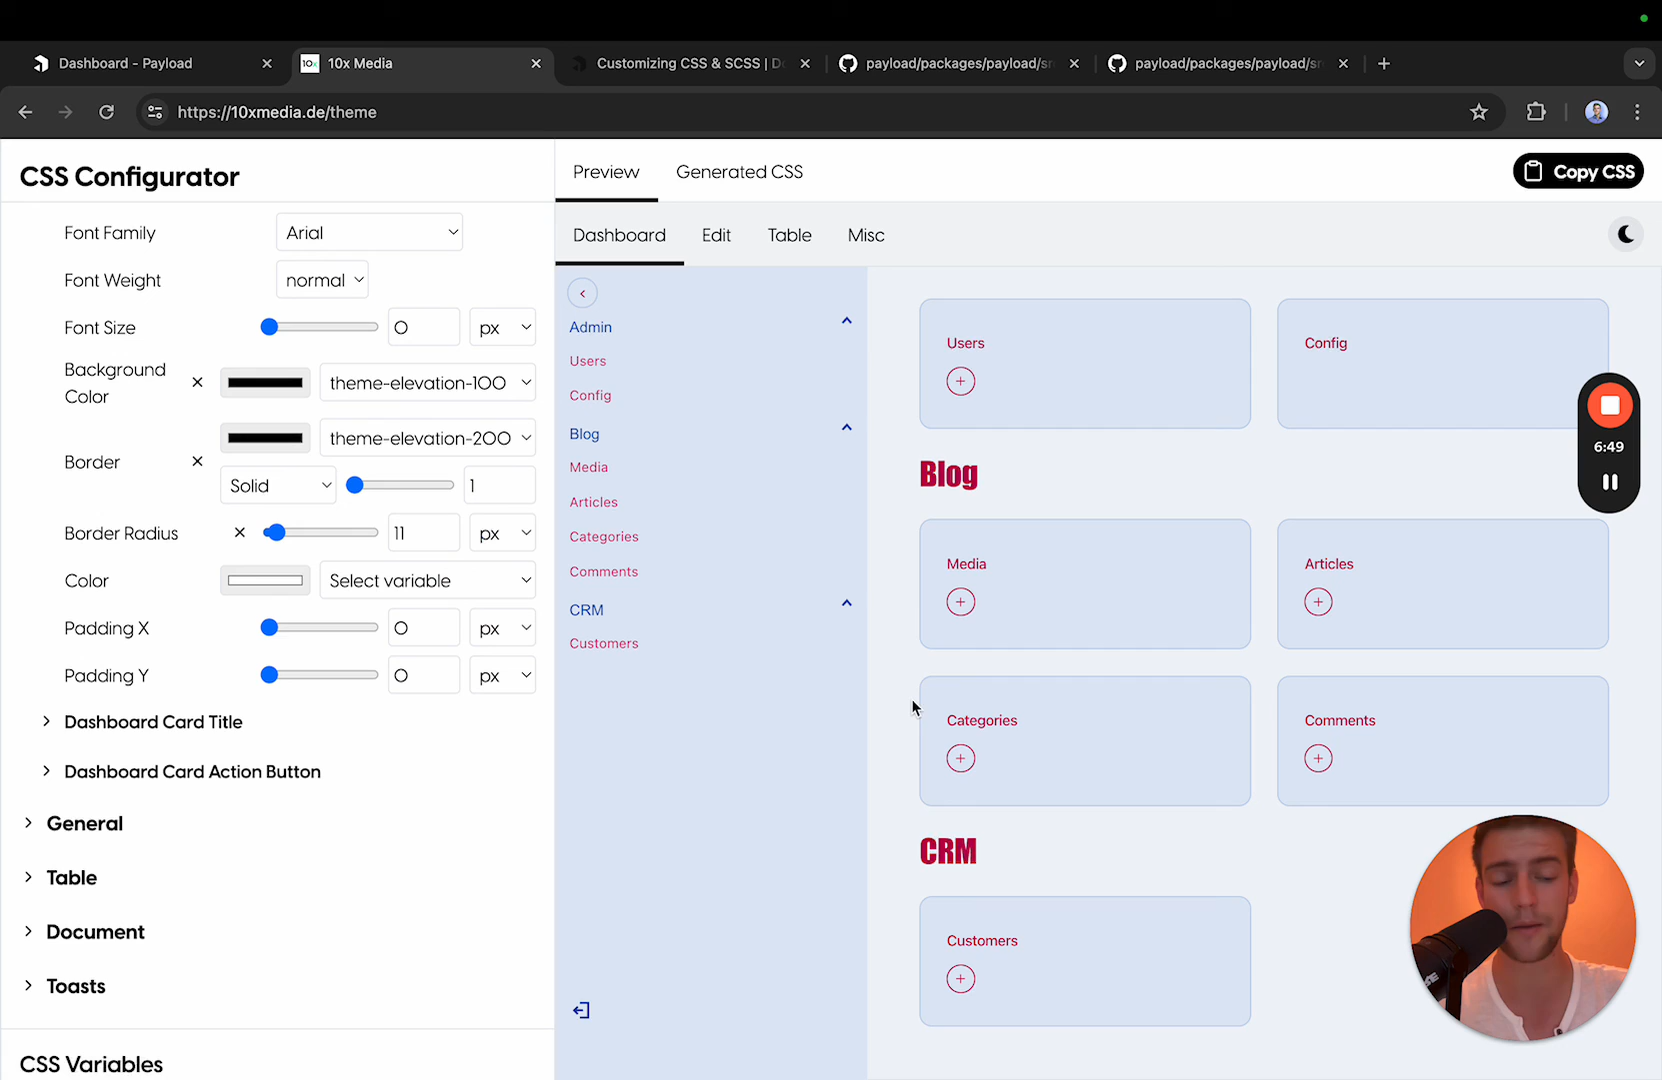 Dashboard - Payload
10x
10x Media
Customizing CSS & SCSS | Do
payload/packages/payload/sr
payload/packages/payload/sr
https://10xmedia.de/theme
CSS Configurator
Preview
Generated CSS
Copy CSS
Dashboard
Edit
Table
Misc
Font Family
Arial
Font Weight
normal
Font Size
0
px
Background
Color
theme-elevation-100
Border
theme-elevation-200
Solid
1
Border Radius
11
px
Color
Select variable
Padding X
0
px
Padding Y
0
px
Dashboard Card Title
Dashboard Card Action Button
General
Table
Document
Toasts
CSS Variables
Admin
Users
Config
Blog
Media
Articles
Categories
Comments
CRM
Customers
Users
Config
Blog
Media
Articles
Categories
Comments
CRM
Customers
6:49